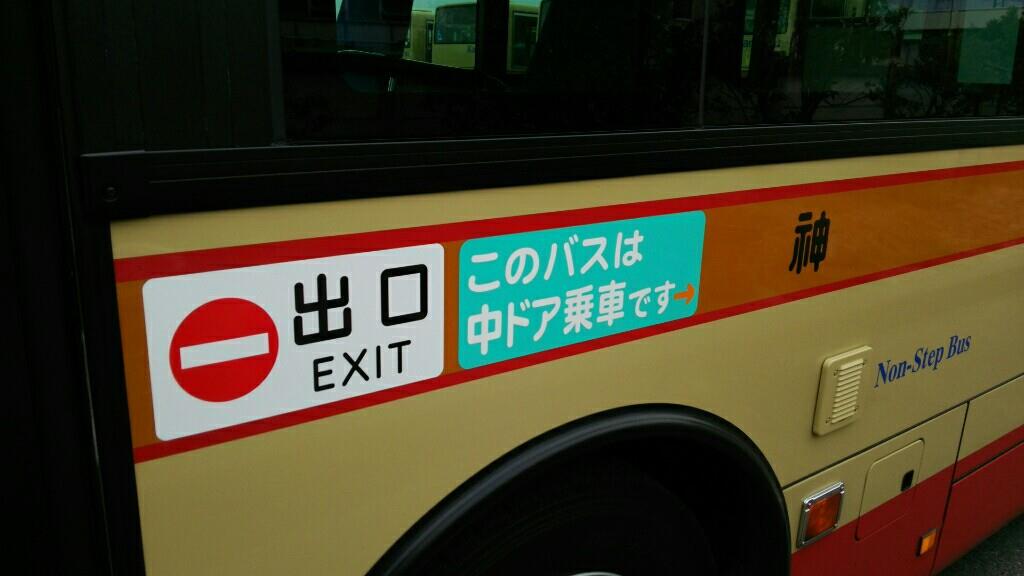 出口
EXIT
このバスは
中ドア乗車です→
神
Non-Step Bus